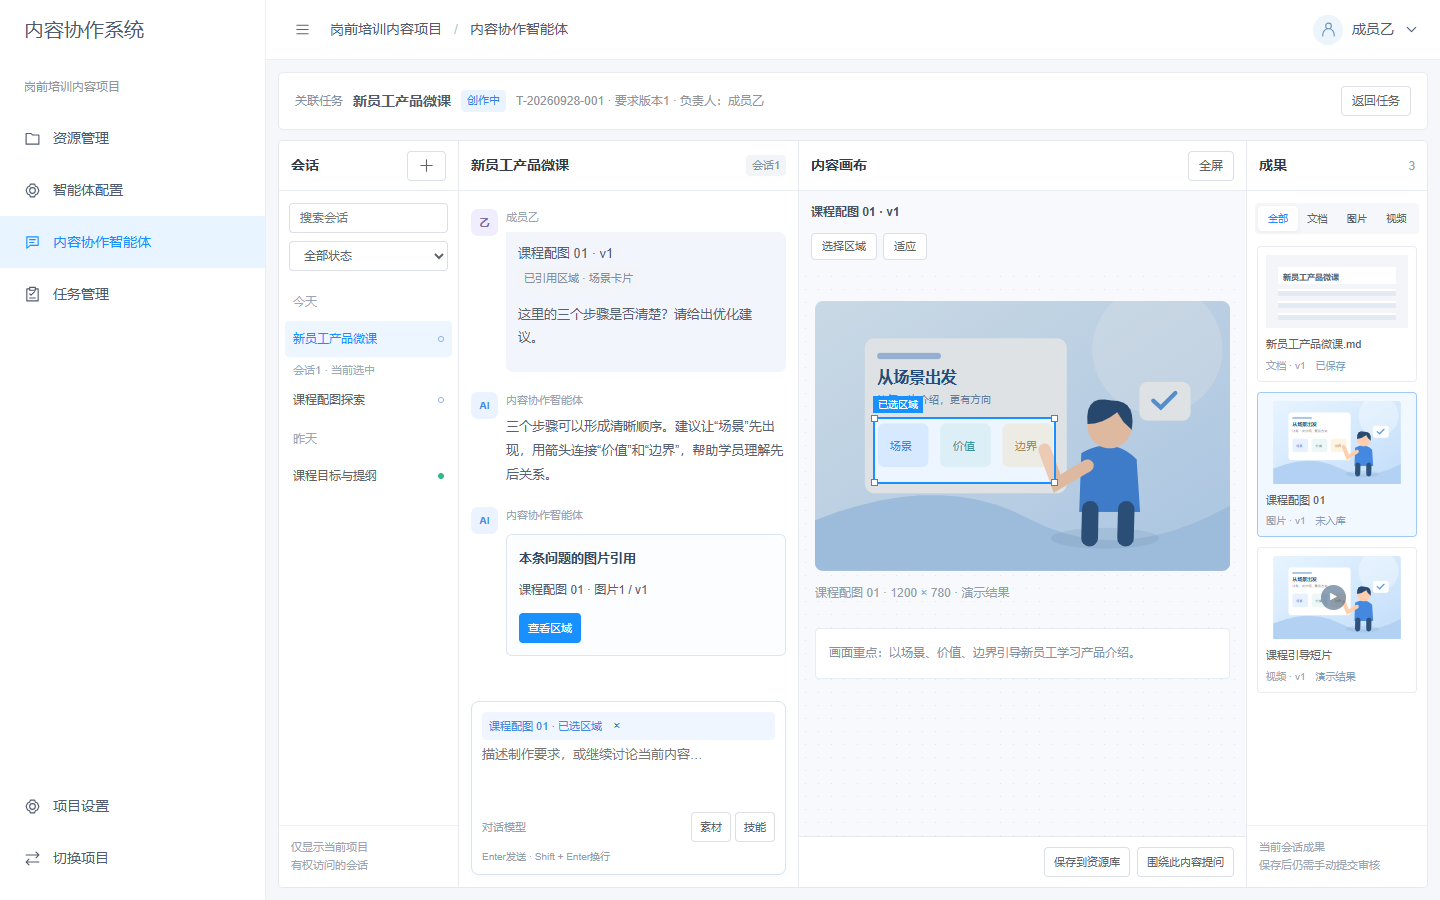 内容协作系统
岗前培训内容项目
资源管理
智能体配置
内容协作智能体
任务管理
项目设置
切换项目
岗前培训内容项目 / 内容协作智能体
成员乙
关联任务 新员工产品微课 创作中 T-20260928-001 · 要求版本1 · 负责人：成员乙
返回任务
会话
搜索会话
全部状态
今天
新员工产品微课
会话1 · 当前选中
课程配图探索
昨天
课程目标与提纲
仅显示当前项目
有权访问的会话
新员工产品微课
会话1
乙
成员乙
课程配图 01 · v1
已引用区域 · 场景卡片
这里的三个步骤是否清楚？请给出优化建
议。
AI
内容协作智能体
三个步骤可以形成清晰顺序。建议让“场景”先出
现，用箭头连接“价值”和“边界”，帮助学员理解先
后关系。
AI
内容协作智能体
本条问题的图片引用
课程配图 01 · 图片1 / v1
查看区域
课程配图 01 · 已选区域 ×
描述制作要求，或继续讨论当前内容...
对话模型
素材
技能
Enter发送 · Shift + Enter换行
内容画布
全屏
课程配图 01 · v1
选择区域
适应
从场景出发
介绍，更有方向
已选区域
场景
价值
边界
课程配图 01 · 1200 × 780 · 演示结果
画面重点：以场景、价值、边界引导新员工学习产品介绍。
保存到资源库
围绕此内容提问
成果
3
全部
文档
图片
视频
新员工产品微课
新员工产品微课.md
文档 · v1 已保存
从场景出发
课程配图 01
图片 · v1 未入库
从场景出发
课程引导短片
视频 · v1 演示结果
当前会话成果
保存后仍需手动提交审核